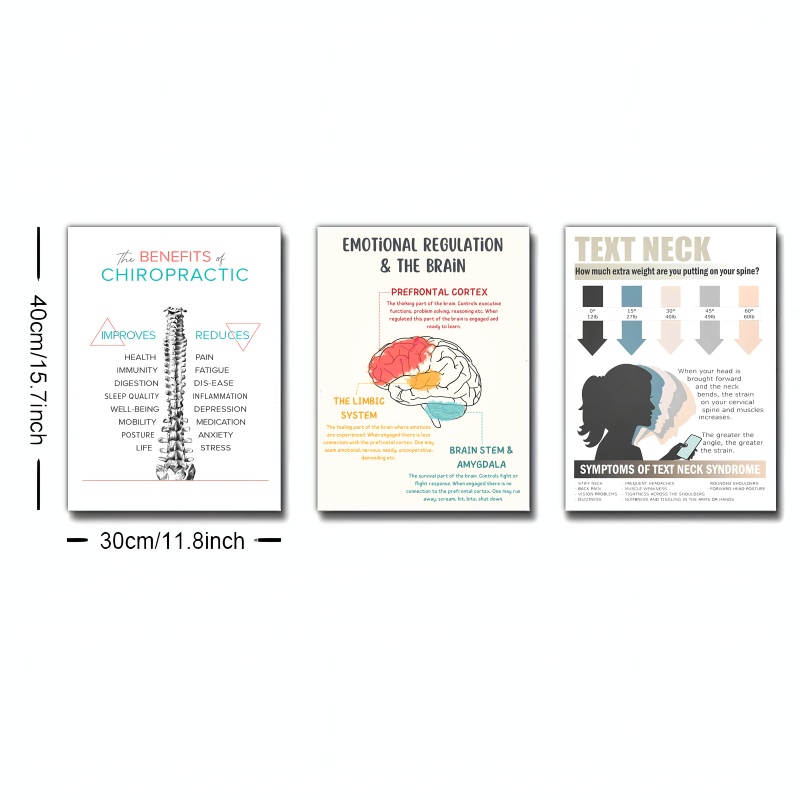 40cm/15.7inch
30cm/11.8inch
The BENEFITS of
CHIROPRACTIC
IMPROVES
HEALTH
IMMUNITY
DIGESTION
SLEEP QUALITY
WELL-BEING
MOBILITY
POSTURE
LIFE
REDUCES
PAIN
FATIGUE
DIS-EASE
INFLAMMATION
DEPRESSION
MEDICATION
ANXIETY
STRESS
EMOTIONAL REGULATION
& THE BRAIN
PREFRONTAL CORTEX
The thinking part of the brain. Controls executive
functions, problem solving, reasoning etc. When
regulated this part of the brain is engaged and
ready to learn.
THE LIMBIC
SYSTEM
The feeling part of the brain where emotions
are experienced. When engaged there is less
connection with the prefrontal cortex. One may
seem emotional, nervous, needy, uncooperative,
demanding etc.
BRAIN STEM &
AMYGDALA
The survival part of the brain. Controls fight or
flight response. When engaged there is no
connection to the prefrontal cortex. One may run
away, scream, hit, bite, shut down.
TEXT NECK
How much extra weight are you putting on your spine?
0°
12lb
15°
27lb
30°
40lb
45°
49lb
60°
60lb
When your head is
brought forward
and the neck
bends, the strain
on your cervical
spine and muscles
increases.
The greater the
angle, the greater
the strain.
SYMPTOMS OF TEXT NECK SYNDROME
· STIFF NECK
· BACK PAIN
· VISION PROBLEMS
· DIZZINESS
· FREQUENT HEADACHES
· MUSCLE WEAKNESS
· TIGHTNESS ACROSS THE SHOULDERS
· NUMBNESS AND TINGLING IN THE ARMS OR HANDS
· ROUNDED SHOULDERS
· FORWARD HEAD POSTURE